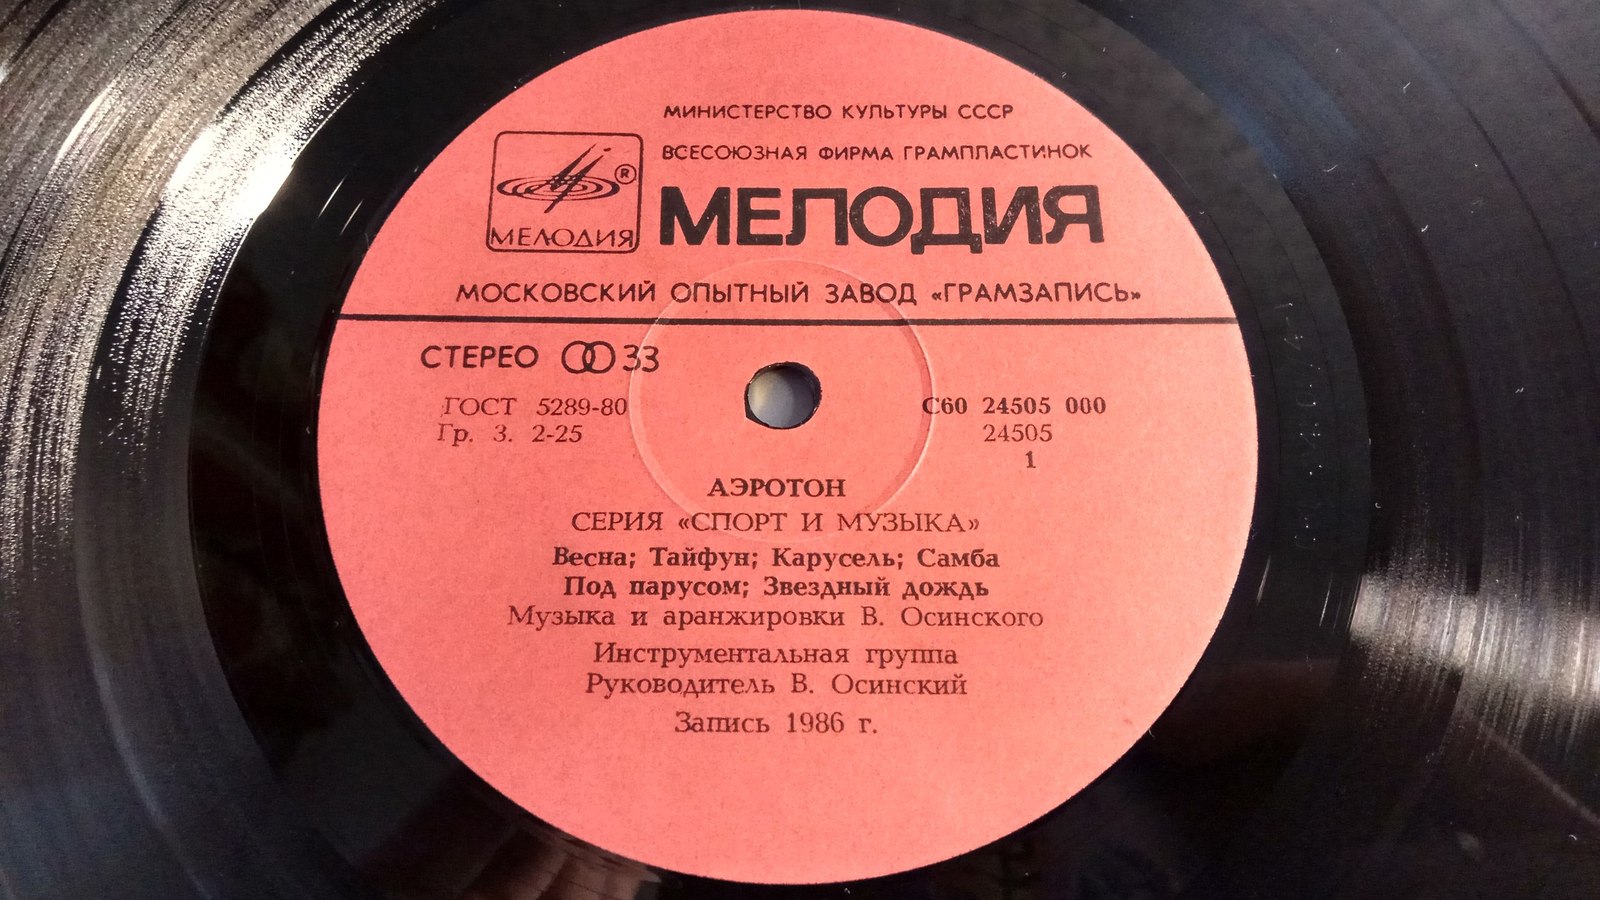 МИНИСТЕРСТВО КУЛЬТУРЫ СССР
ВСЕСОЮЗНАЯ ФИРМА ГРАМПЛАСТИНОК
МЕЛОДИЯ ® МЕЛОДИЯ
МОСКОВСКИЙ ОПЫТНЫЙ ЗАВОД «ГРАМЗАПИСЬ»
СТЕРЕО 33
ГОСТ 5289-80 С60 24505 000
Гр. 3. 2-25 24505
1
АЭРОТОН
СЕРИЯ «СПОРТ И МУЗЫКА»
Весна; Тайфун; Карусель; Самба
Под парусом; Звездный дождь
Музыка и аранжировки В. Осинского
Инструментальная группа
Руководитель В. Осинский
Запись 1986 г.